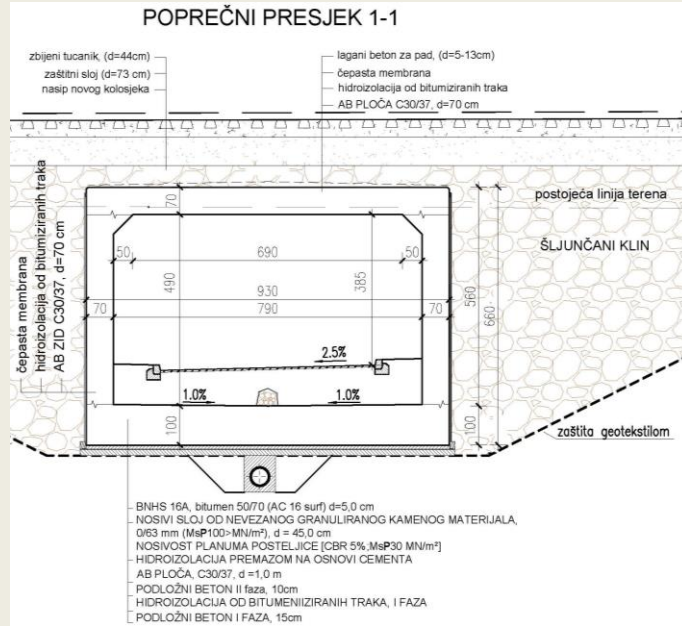 POPREČNI PRESJEK 1-1
zbijeni tucanik, (d=44cm)
zaštitni sloj (d=73 cm)
nasip novog kolosjeka
lagani beton za pad, (d=5-13cm)
čepasta membrana
hidroizolacija od bitumiziranih traka
AB PLOČA C30/37, d=70 cm
postojeća linija terena
ŠLJUNČANI KLIN
čepasta membrana
hidroizolacija od bitumiziranih traka
AB ZID C30/37, d=70 cm
70
50
690
50
490
385
930
70
790
70
560
660
2.5%
1.0%
1.0%
100
100
zaštita geotekstilom
BNHS 16A, bitumen 50/70 (AC 16 surf) d=5,0 cm
NOSIVI SLOJ OD NEVEZANOG GRANULIRANOG KAMENOG MATERIJALA,
0/63 mm (MsP100>MN/m²), d = 45,0 cm
NOSIVOST PLANUMA POSTELJICE [CBR 5%;MsP30 MN/m²]
HIDROIZOLACIJA PREMAZOM NA OSNOVI CEMENTA
AB PLOČA, C30/37, d =1,0 m
PODLOŽNI BETON II faza, 10cm
HIDROIZOLACIJA OD BITUMENIIZIRANIH TRAKA, I FAZA
PODLOŽNI BETON I FAZA, 15cm